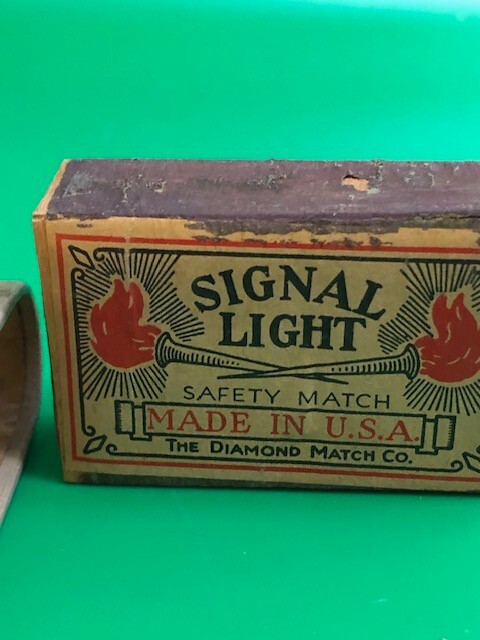 SIGNAL
LIGHT
SAFETY MATCH
MADE IN U.S.A.
THE DIAMOND MATCH CO.